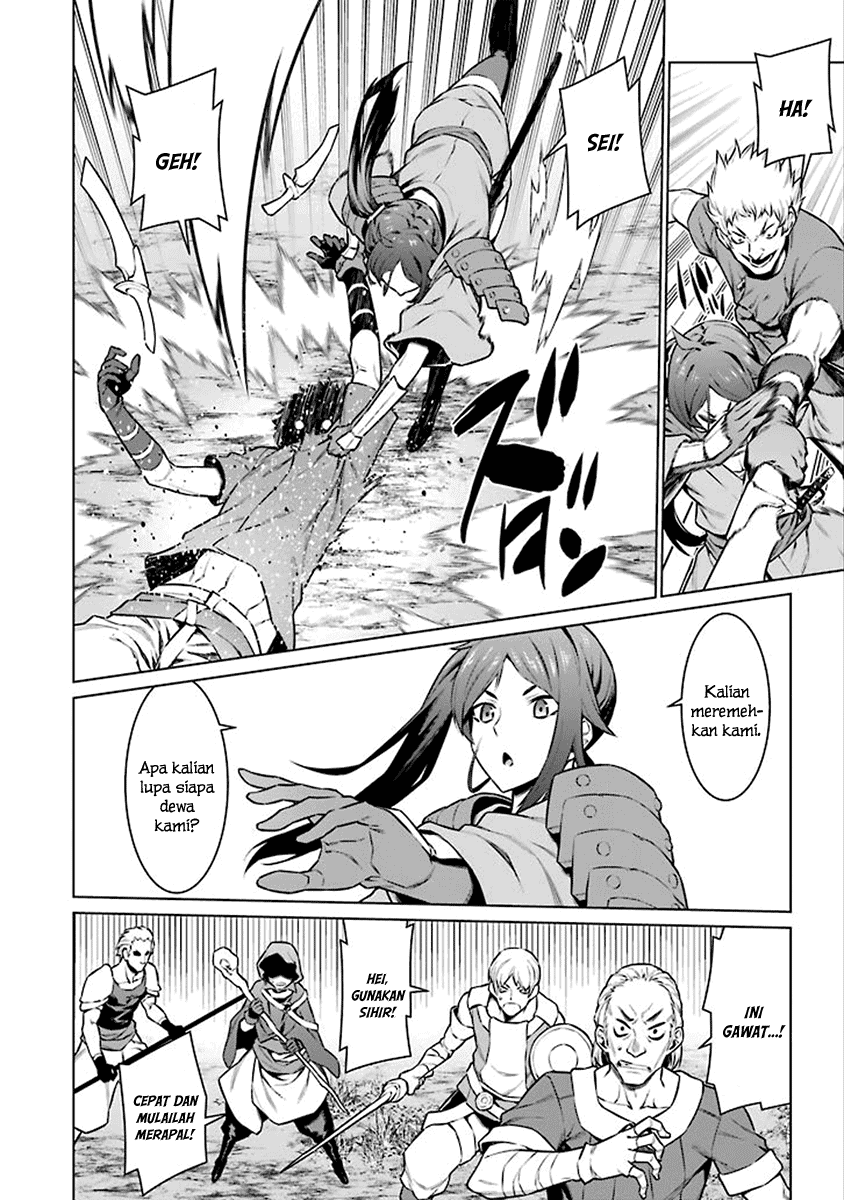 HA!
SEI!
GEH!
ズダンッ
Kalian
meremeh-
kan kami.
Apa kalian
lupa siapa
dewa
kami?
INI
GAWAT...!
HEI,
GUNAKAN
SIHIR!
CEPAT DAN
MULAILAH
MERAPAL!